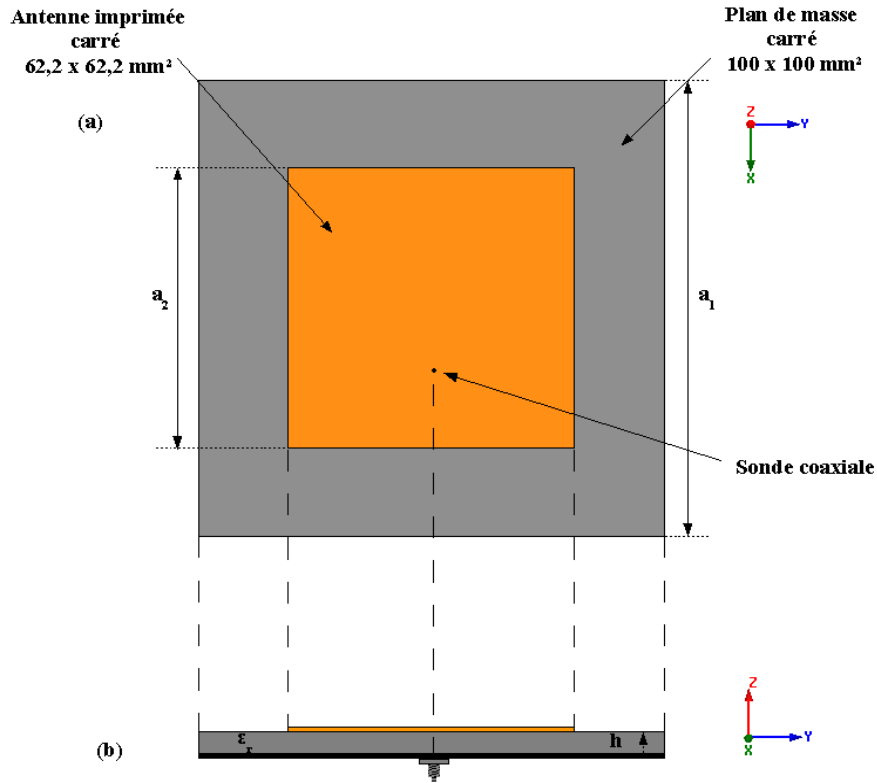 Antenne imprimée
carré
62,2 x 62,2 mm²
Plan de masse
carré
100 x 100 mm²
(a)
Z
Y
X
a₂
a₁
Sonde coaxiale
Z
Y
X
(b)
εᵣ
h